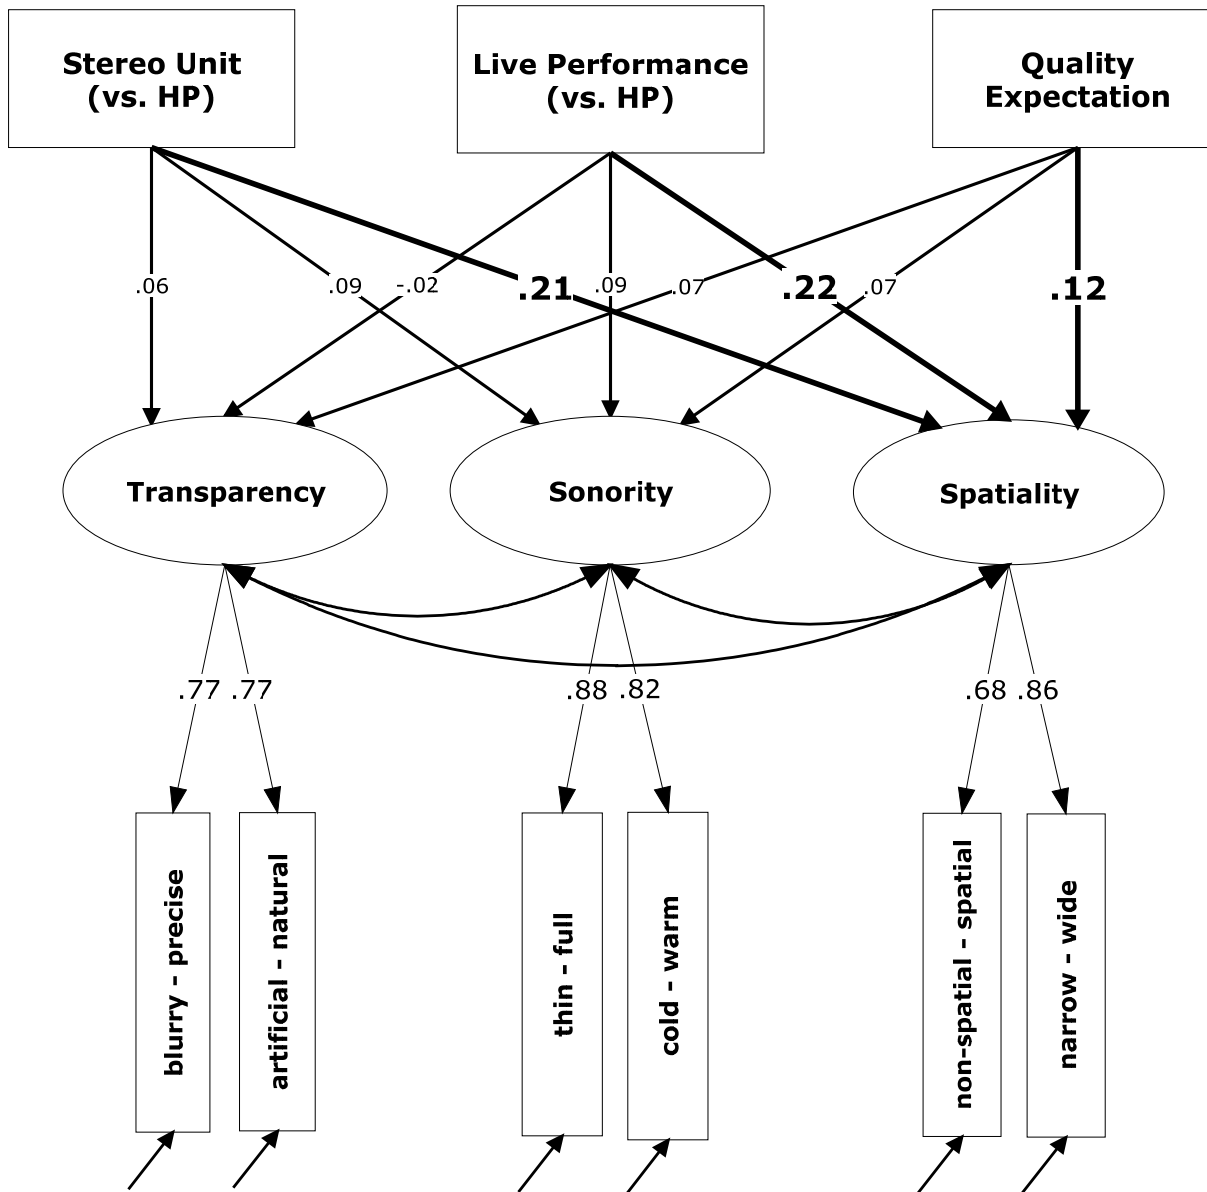 Stereo Unit
(vs. HP)
Live Performance
(vs. HP)
Quality
Expectation
.06
.09
-.02
.21
.09
.07
.22
.07
.12
Transparency
Sonority
Spatiality
.77 .77
.88 .82
.68 .86
blurry - precise
artificial - natural
thin - full
cold - warm
non-spatial - spatial
narrow - wide